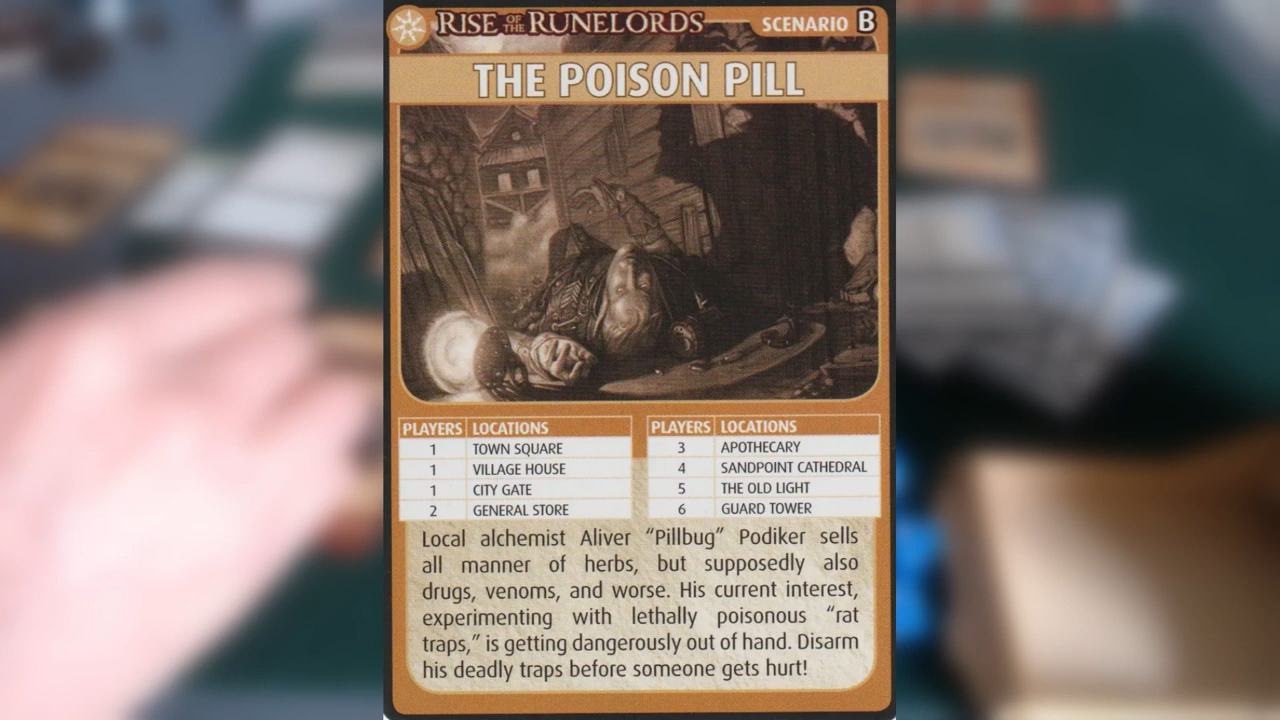 RISE OF THE RUNELORDS
SCENARIO B
THE POISON PILL
PLAYERS LOCATIONS
1 TOWN SQUARE
1 VILLAGE HOUSE
1 CITY GATE
2 GENERAL STORE
PLAYERS LOCATIONS
3 APOTHECARY
4 SANDPOINT CATHEDRAL
5 THE OLD LIGHT
6 GUARD TOWER
Local alchemist Aliver “Pillbug” Podiker sells
all manner of herbs, but supposedly also
drugs, venoms, and worse. His current interest,
experimenting with lethally poisonous “rat
traps,” is getting dangerously out of hand. Disarm
his deadly traps before someone gets hurt!